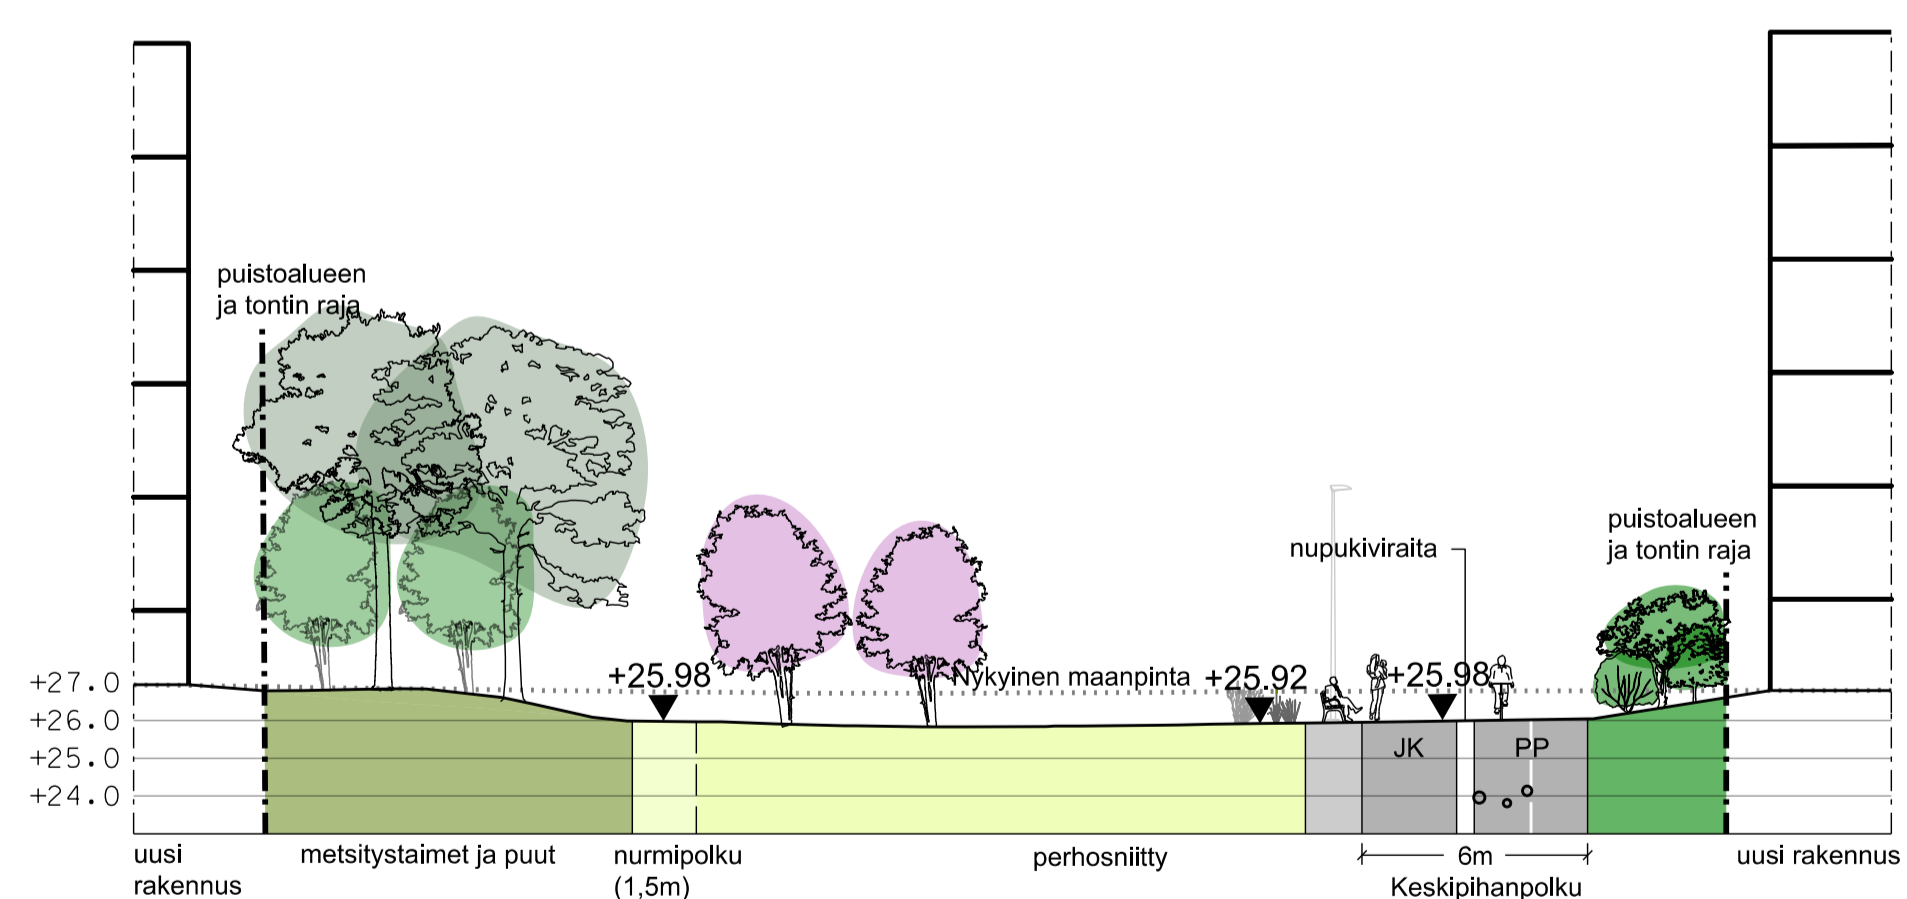 puistoalueen
ja tontin raja
puistoalueen
ja tontin raja
nupukiviraita
+25.98
Nykyinen maanpinta
+25.92
+25.98
+27.0
+26.0
+25.0
+24.0
JK
PP
uusi
rakennus
metsitystaimet ja puut
nurmipolku
(1,5m)
perhosniitty
6m
Keskipihanpolku
uusi rakennus